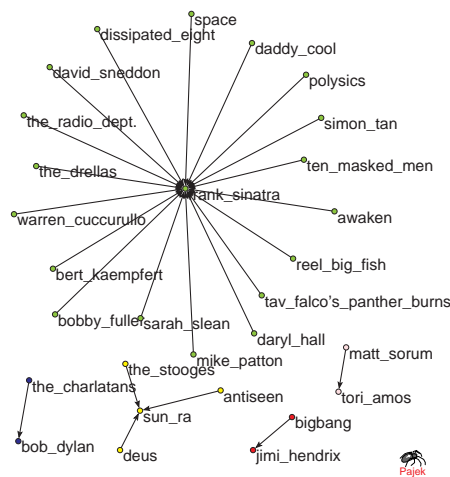 space
dissipated_eight
daddy_cool
david_sneddon
polysics
the_radio_dept.
simon_tan
the_drellas
ten_masked_men
rank_sinatra
warren_cuccurullo
awaken
bert_kaempfert
reel_big_fish
tav_falco's_panther_burns
bobby_fuller
sarah_slean
daryl_hall
mike_patton
matt_sorum
the_stooges
the_charlatans
antiseen
tori_amos
sun_ra
bigbang
bob_dylan
deus
jimi_hendrix
Pajek